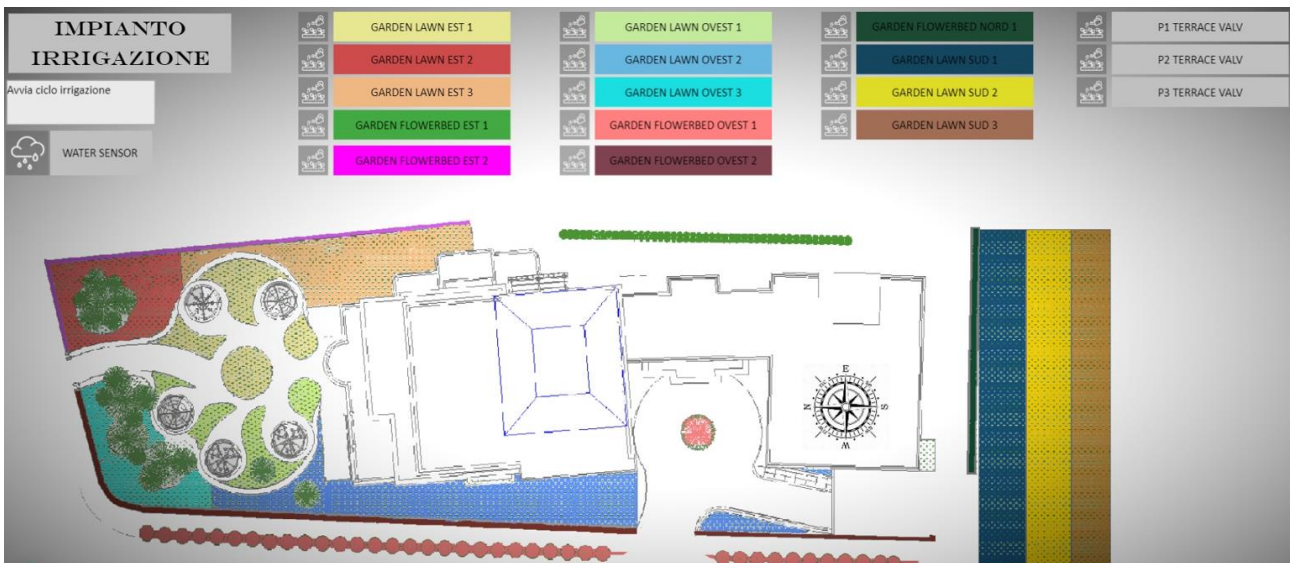 IMPIANTO
IRRIGAZIONE
Avvia ciclo irrigazione
WATER SENSOR
GARDEN LAWN EST 1
GARDEN LAWN EST 2
GARDEN LAWN EST 3
GARDEN FLOWERBED EST 1
GARDEN FLOWERBED EST 2
GARDEN LAWN OVEST 1
GARDEN LAWN OVEST 2
GARDEN LAWN OVEST 3
GARDEN FLOWERBED OVEST 1
GARDEN FLOWERBED OVEST 2
GARDEN FLOWERBED NORD 1
GARDEN LAWN SUD 1
GARDEN LAWN SUD 2
GARDEN LAWN SUD 3
P1 TERRACE VALV
P2 TERRACE VALV
P3 TERRACE VALV
E
N S
W